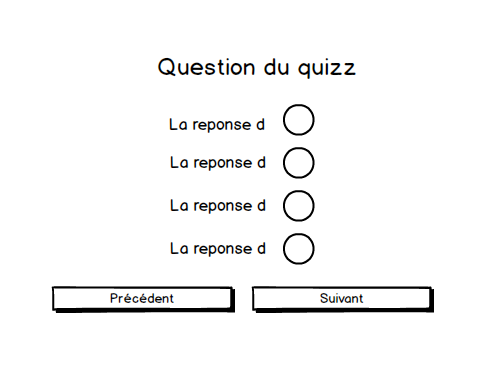 Question du quizz
La reponse d
La reponse d
La reponse d
La reponse d
Précédent
Suivant